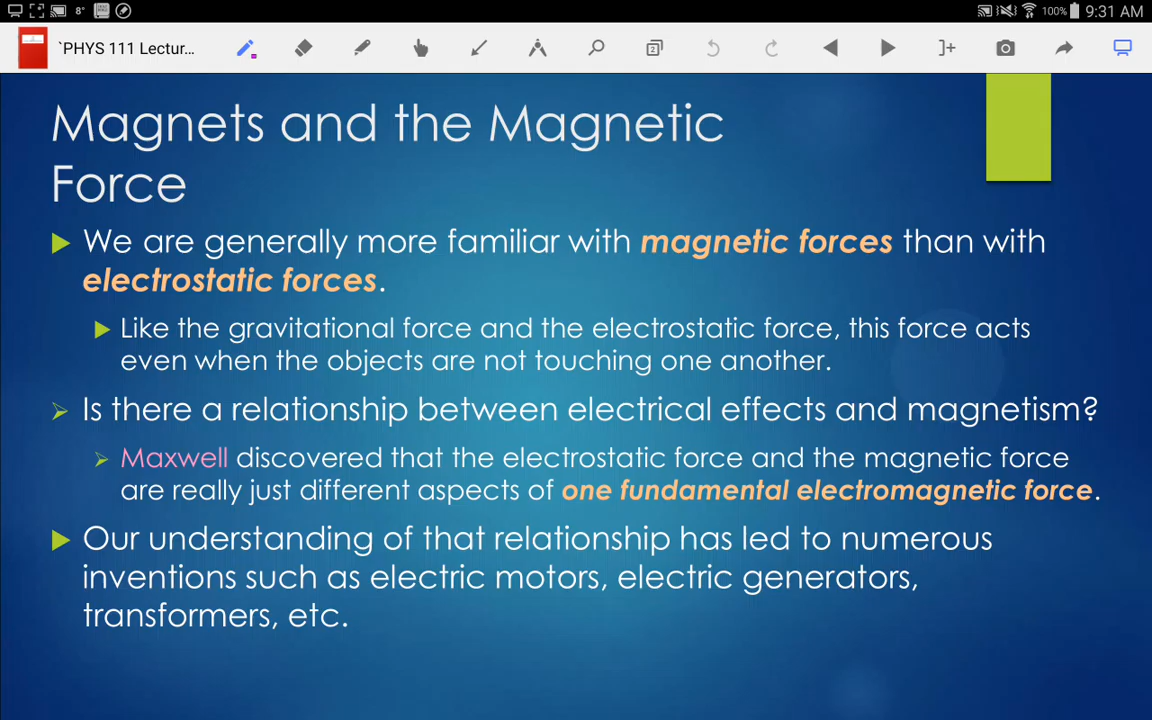 8°
100%
9:31 AM
`PHYS 111 Lectur...
2
Magnets and the Magnetic
Force
We are generally more familiar with magnetic forces than with
electrostatic forces.
Like the gravitational force and the electrostatic force, this force acts
even when the objects are not touching one another.
Is there a relationship between electrical effects and magnetism?
Maxwell discovered that the electrostatic force and the magnetic force
are really just different aspects of one fundamental electromagnetic force.
Our understanding of that relationship has led to numerous
inventions such as electric motors, electric generators,
transformers, etc.